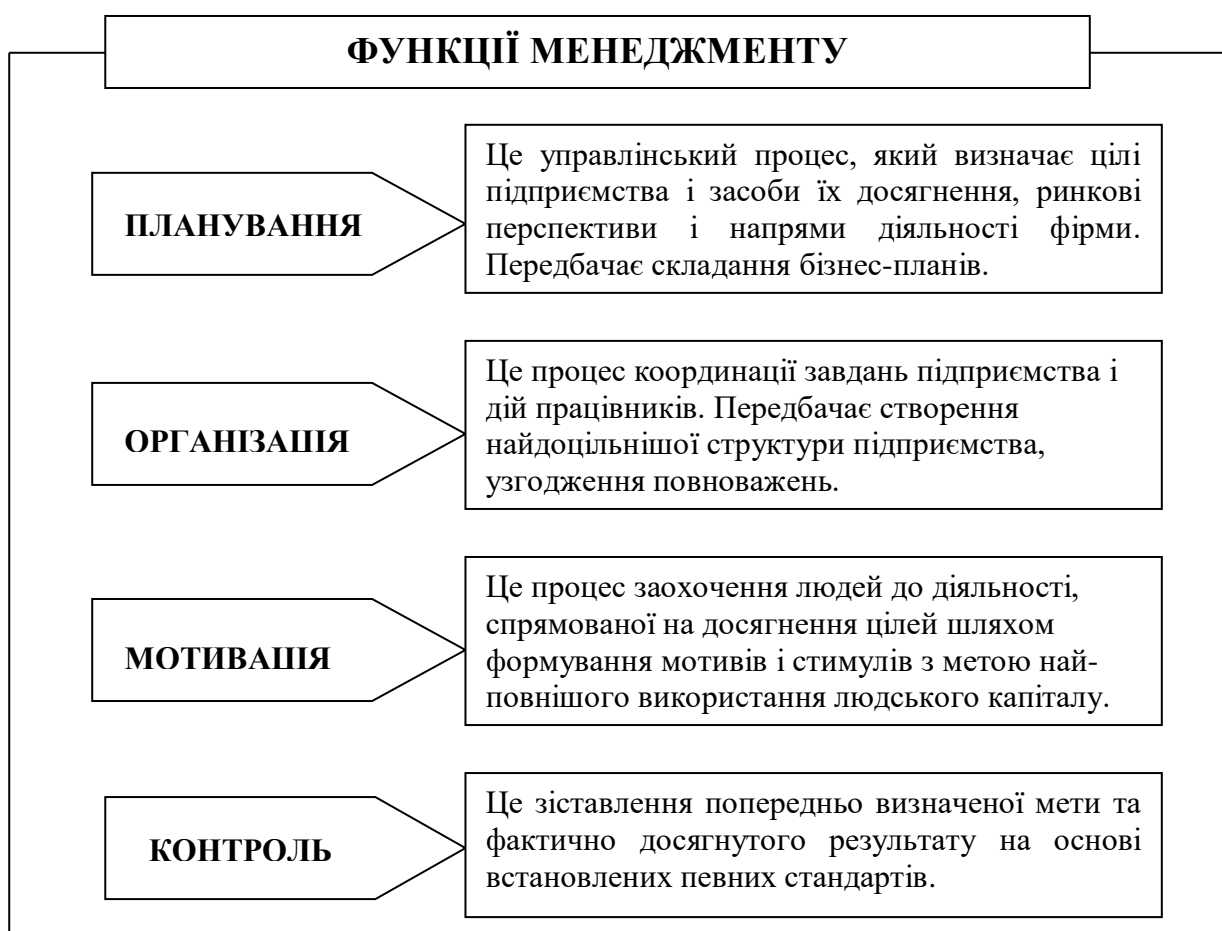 ФУНКЦІЇ МЕНЕДЖМЕНТУ
ПЛАНУВАННЯ
Це управлінський процес, який визначає цілі
підприємства і засоби їх досягнення, ринкові
перспективи і напрями діяльності фірми.
Передбачає складання бізнес-планів.
ОРГАНІЗАЦІЯ
Це процес координації завдань підприємства і
дій працівників. Передбачає створення
найдоцільнішої структури підприємства,
узгодження повноважень.
МОТИВАЦІЯ
Це процес заохочення людей до діяльності,
спрямованої на досягнення цілей шляхом
формування мотивів і стимулів з метою най-
повнішого використання людського капіталу.
КОНТРОЛЬ
Це зіставлення попередньо визначеної мети та
фактично досягнутого результату на основі
встановлених певних стандартів.